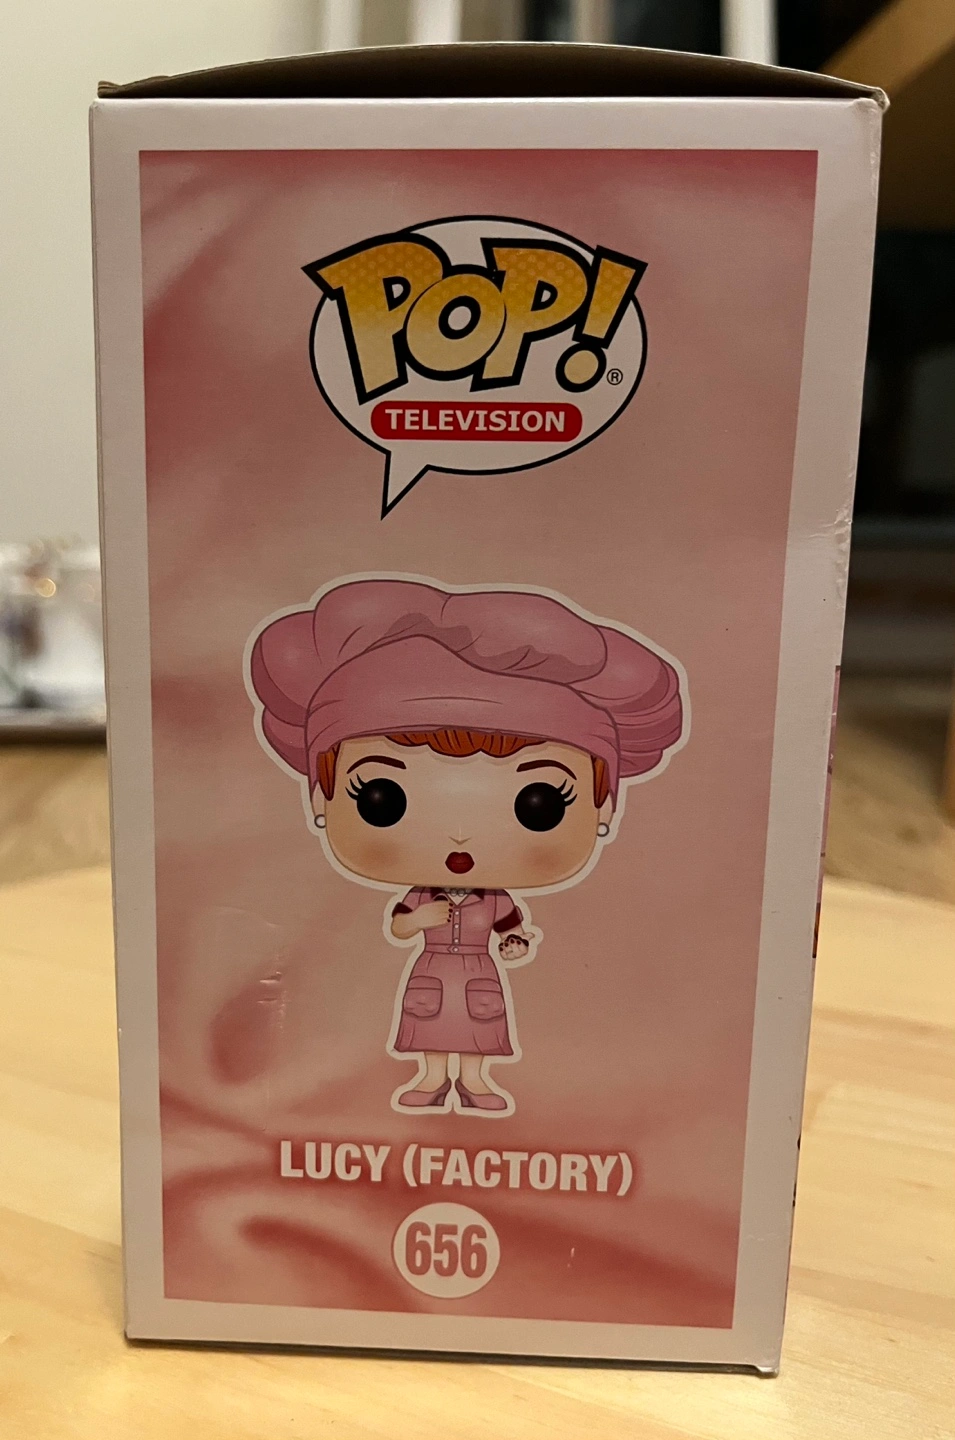 POP!®
TELEVISION
LUCY (FACTORY)
656